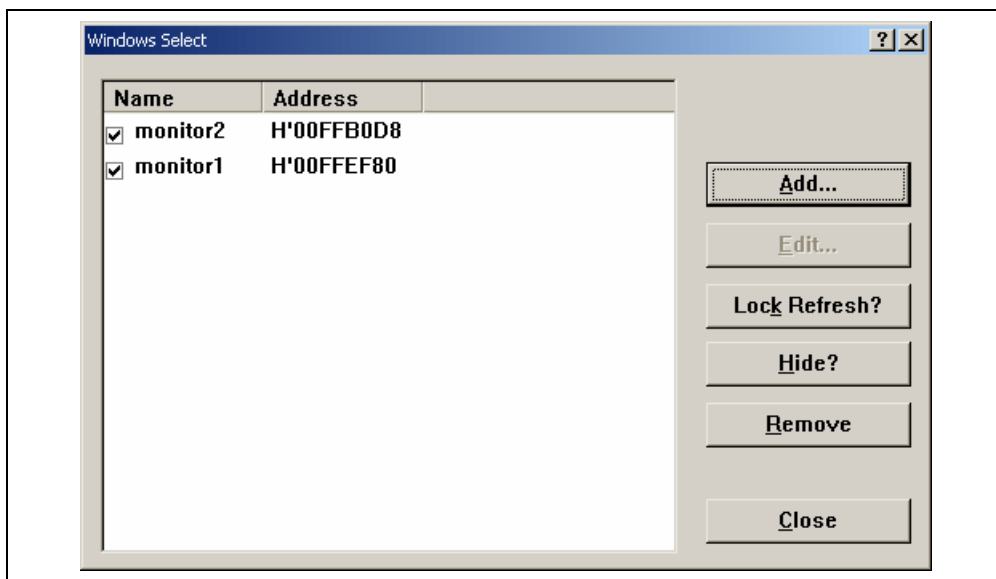 Windows Select
Name Address
monitor2 H'00FFB0D8
monitor1 H'00FFEF80
Add...
Edit...
Lock Refresh?
Hide?
Remove
Close